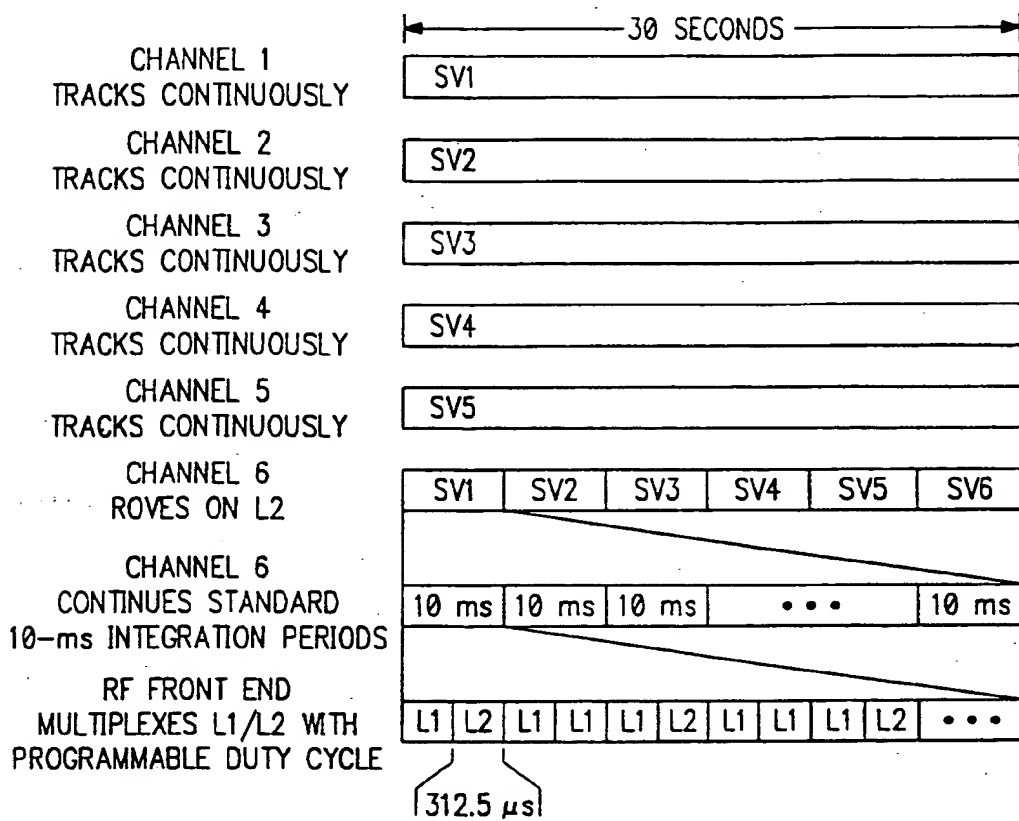 30 SECONDS
CHANNEL 1
TRACKS CONTINUOUSLY
SV1
CHANNEL 2
TRACKS CONTINUOUSLY
SV2
CHANNEL 3
TRACKS CONTINUOUSLY
SV3
CHANNEL 4
TRACKS CONTINUOUSLY
SV4
CHANNEL 5
TRACKS CONTINUOUSLY
SV5
CHANNEL 6
ROVES ON L2
SV1 SV2 SV3 SV4 SV5 SV6
CHANNEL 6
CONTINUES STANDARD
10-ms INTEGRATION PERIODS
10 ms 10 ms 10 ms • • • 10 ms
RF FRONT END
MULTIPLEXES L1/L2 WITH
PROGRAMMABLE DUTY CYCLE
L1 L2 L1 L1 L1 L2 L1 L1 L1 L2 • • •
312.5 µs